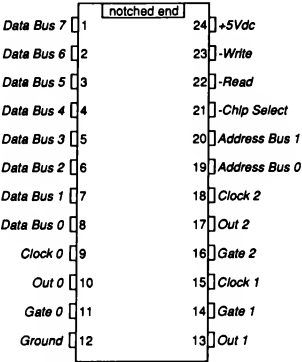 notched end
Data Bus 7 1 24 +5Vdc
Data Bus 6 2 23 -Write
Data Bus 5 3 22 -Read
Data Bus 4 4 21 -Chip Select
Data Bus 3 5 20 Address Bus 1
Data Bus 2 6 19 Address Bus 0
Data Bus 1 7 18 Clock 2
Data Bus 0 8 17 Out 2
Clock 0 9 16 Gate 2
Out 0 10 15 Clock 1
Gate 0 11 14 Gate 1
Ground 12 13 Out 1